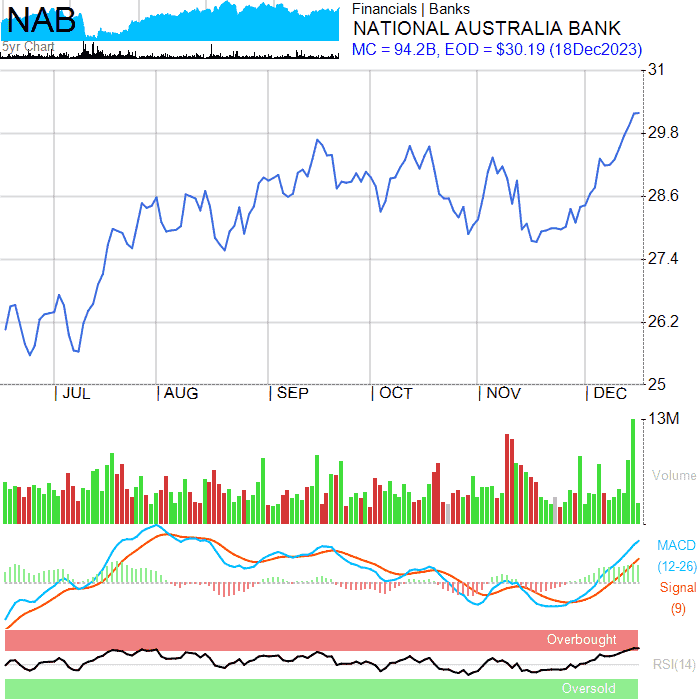 NAB
5yr Chart
Financials | Banks
NATIONAL AUSTRALIA BANK
MC = 94.2B, EOD = $30.19 (18Dec2023)
31
29.8
28.6
27.4
26.2
25
| JUL | AUG | SEP | OCT | NOV | DEC
13M
Volume
MACD
(12-26)
Signal
(9)
Overbought
RSI(14)
Oversold